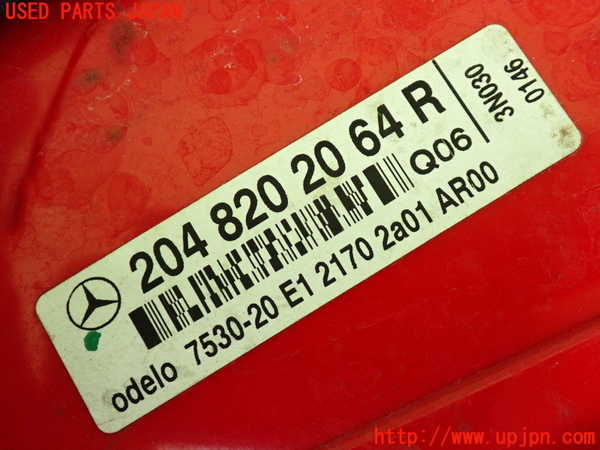 USED PARTS JAPAN
204 820 20 64 R
Q06
3N030
0146
odelo 7530-20 E1 2170 2a01 AR00
http://www.upjpn.com/